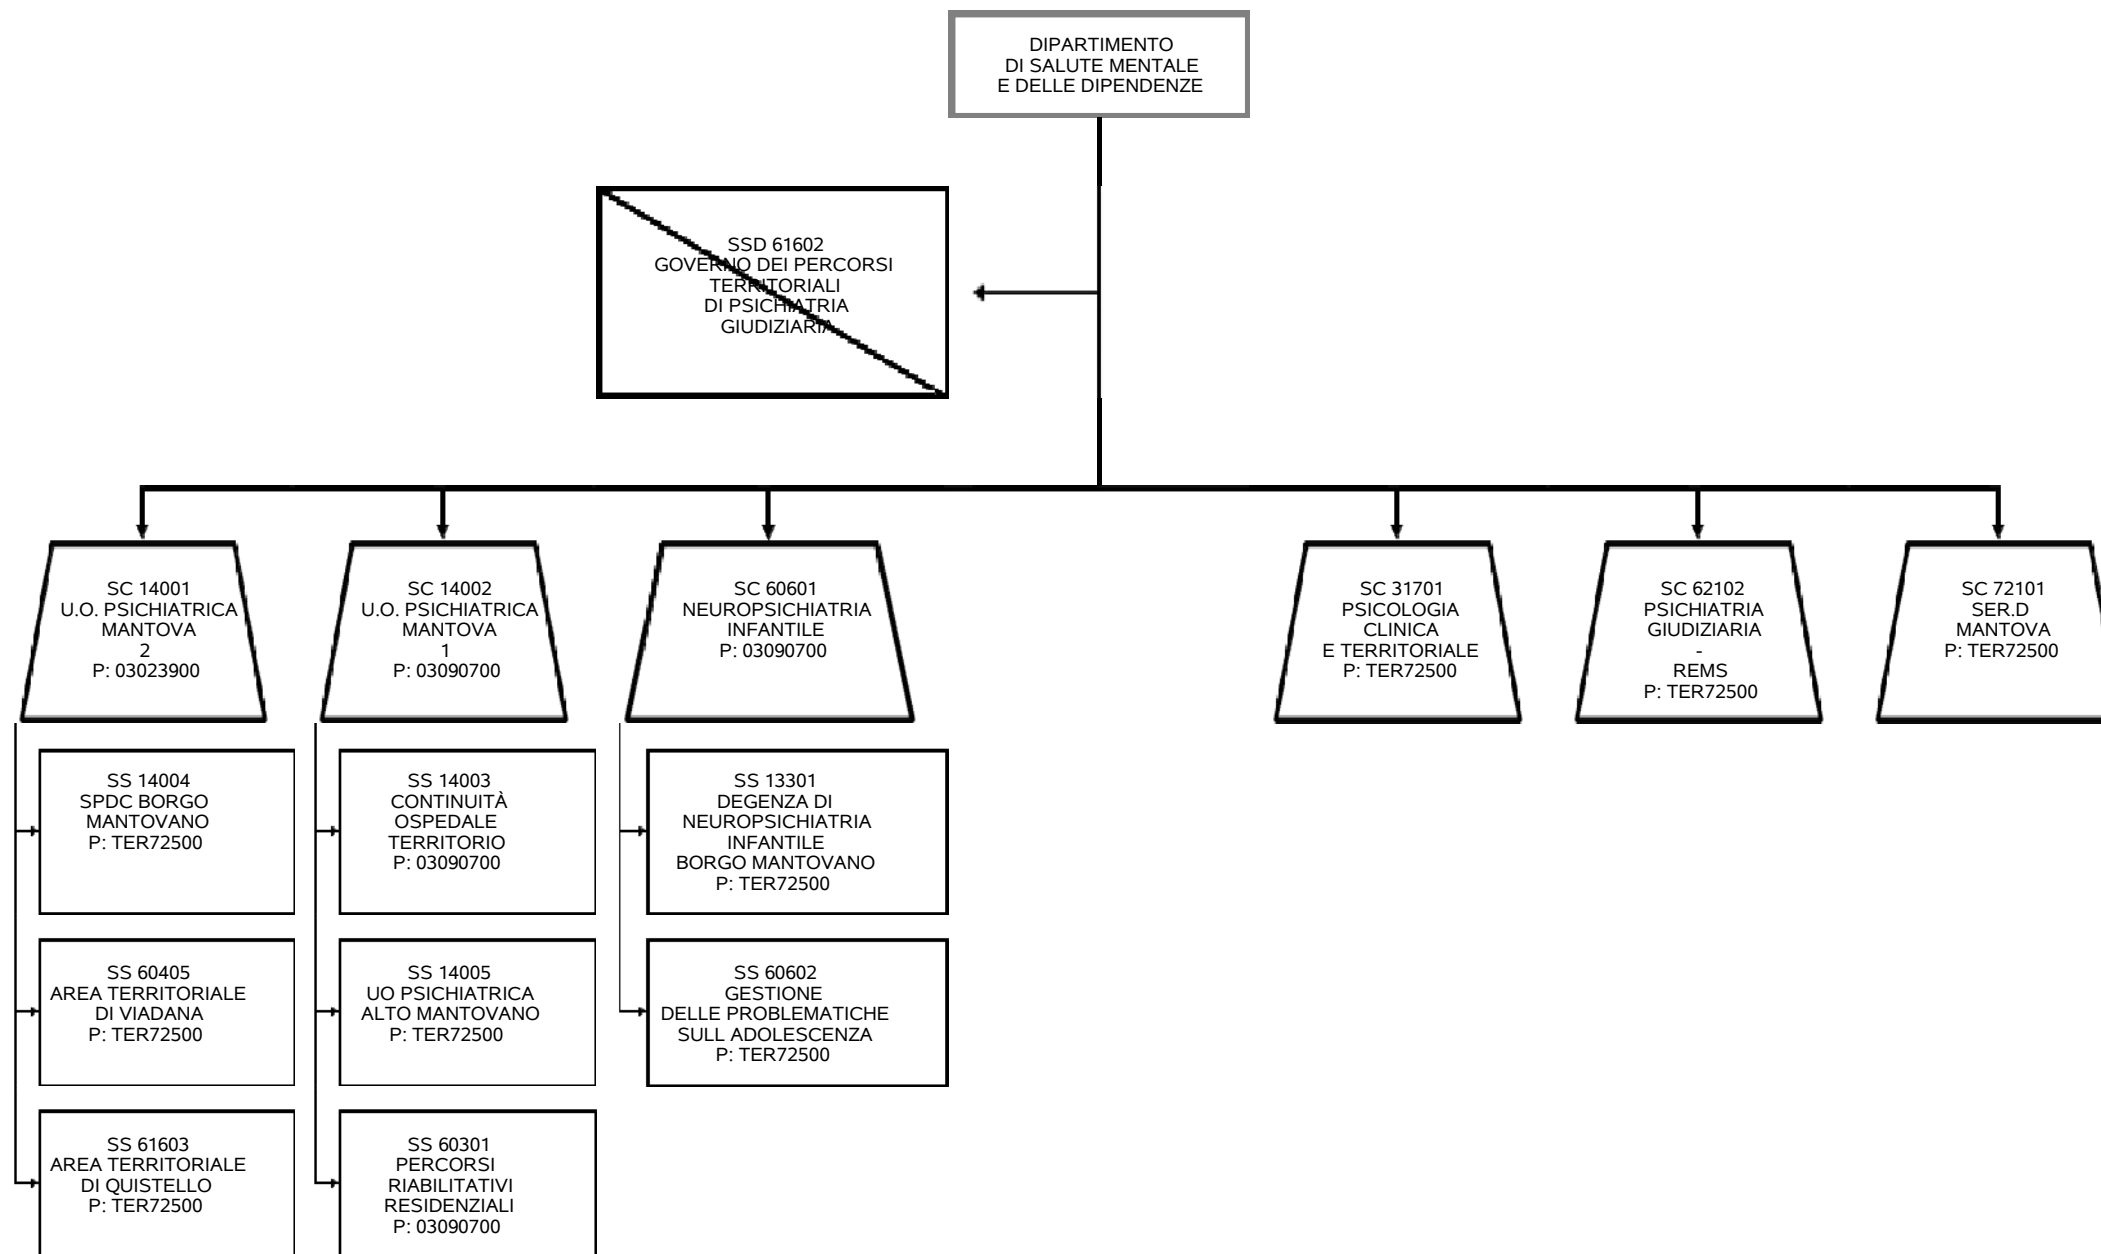 DIPARTIMENTO
DI SALUTE MENTALE
E DELLE DIPENDENZE
SSD 61602
GOVERNO DEI PERCORSI
TERRITORIALI
DI PSICHIATRIA
GIUDIZIARIA
SC 14001
U.O. PSICHIATRICA
MANTOVA
2
P: 03023900
SC 14002
U.O. PSICHIATRICA
MANTOVA
1
P: 03090700
SC 60601
NEUROPSICHIATRIA
INFANTILE
P: 03090700
SC 31701
PSICOLOGIA
CLINICA
E TERRITORIALE
P: TER72500
SC 62102
PSICHIATRIA
GIUDIZIARIA
-
REMS
P: TER72500
SC 72101
SER.D
MANTOVA
P: TER72500
SS 14004
SPDC BORGO
MANTOVANO
P: TER72500
SS 14003
CONTINUITÀ
OSPEDALE
TERRITORIO
P: 03090700
SS 13301
DEGENZA DI
NEUROPSICHIATRIA
INFANTILE
BORGO MANTOVANO
P: TER72500
SS 60405
AREA TERRITORIALE
DI VIADANA
P: TER72500
SS 14005
UO PSICHIATRICA
ALTO MANTOVANO
P: TER72500
SS 60602
GESTIONE
DELLE PROBLEMATICHE
SULL ADOLESCENZA
P: TER72500
SS 61603
AREA TERRITORIALE
DI QUISTELLO
P: TER72500
SS 60301
PERCORSI
RIABILITATIVI
RESIDENZIALI
P: 03090700